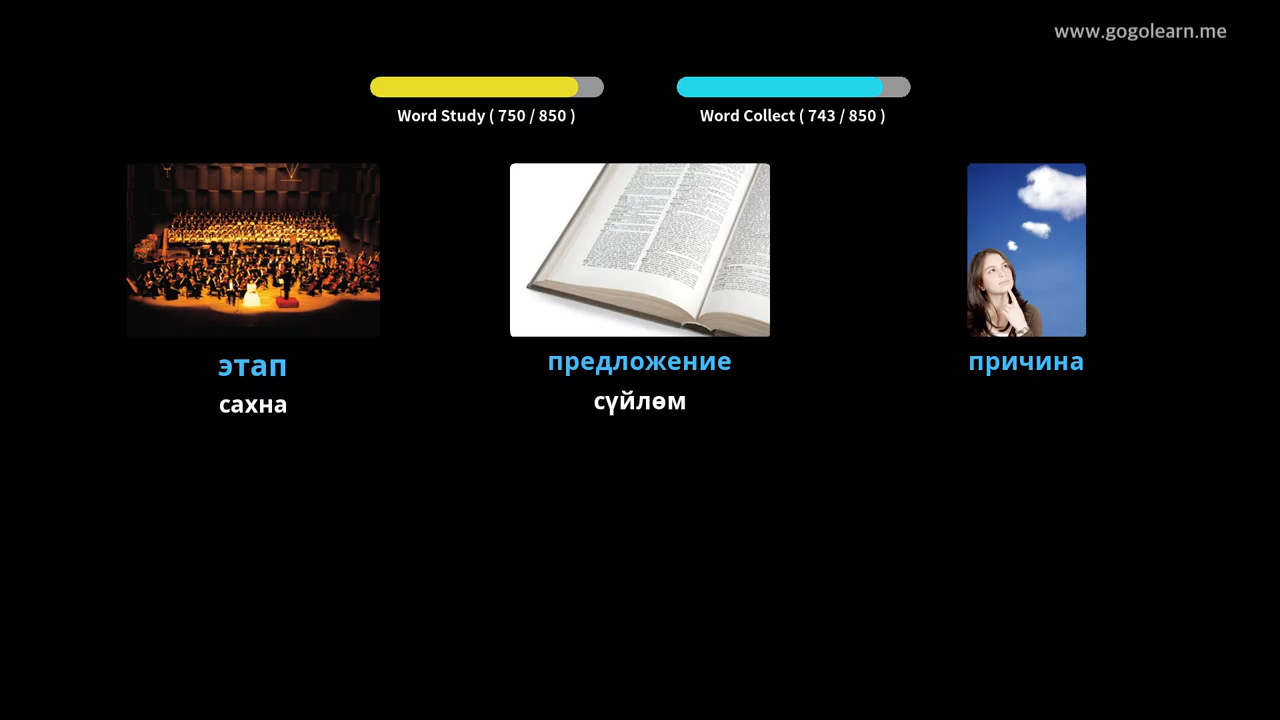 www.gogolearn.me
Word Study ( 750 / 850 )
Word Collect ( 743 / 850 )
этап
сахна
предложение
сүйлөм
причина